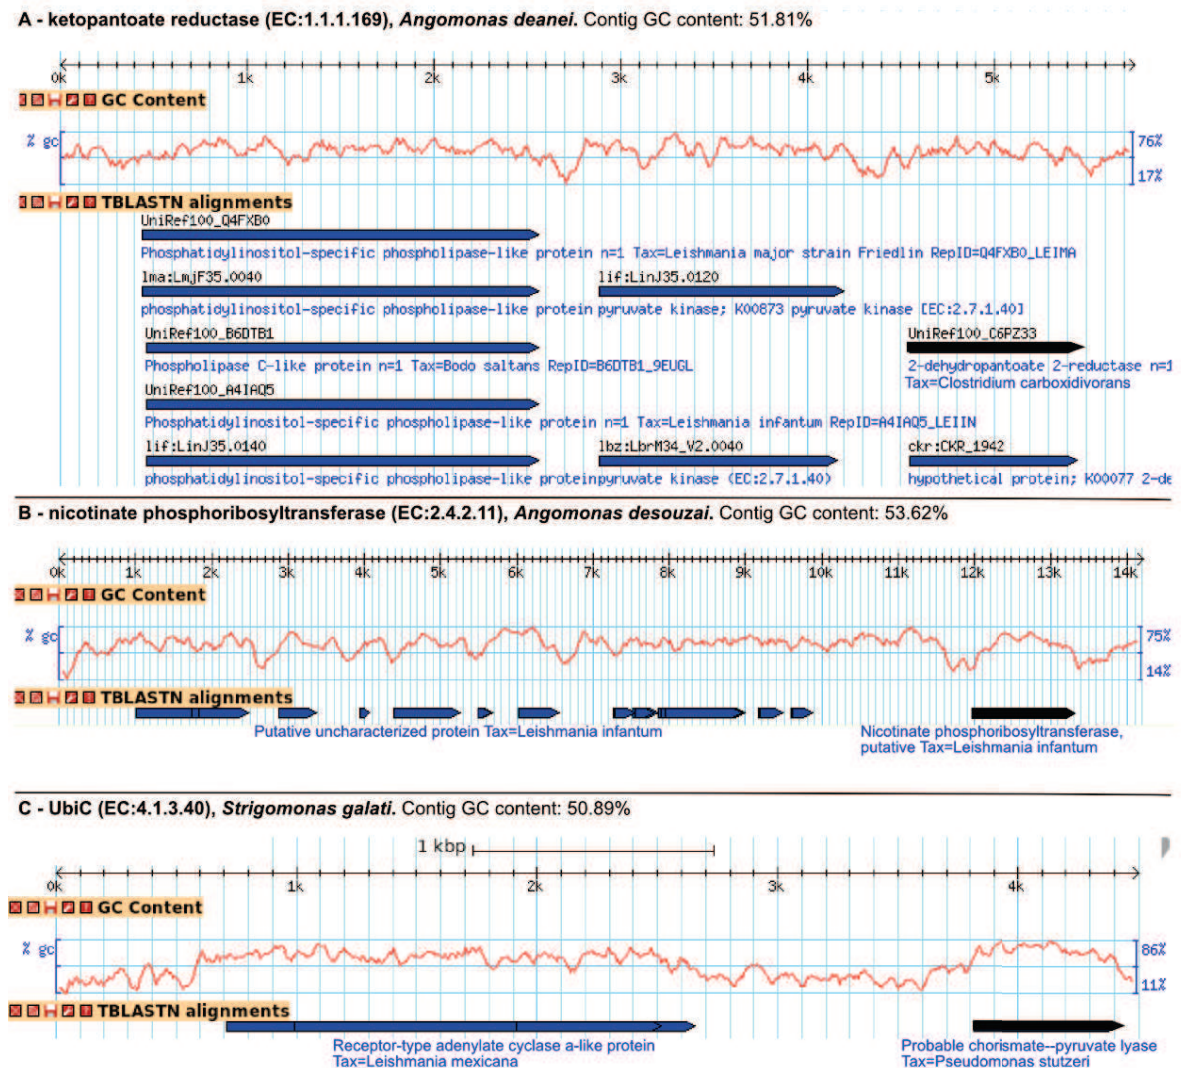 A - ketopantoate reductase (EC:1.1.1.169), Angomonas deanei. Contig GC content: 51.81%
0k 1k 2k 3k 4k 5k
GC Content
% gc 76%
17%
TBLASTN alignments
UniRef100_Q4FXB0
Phosphatidylinositol-specific phospholipase-like protein n=1 Tax=Leishmania major strain Friedlin RepID=Q4FXB0_LEIMA
lma:LmjF35.0040 lif:LinJ35.0120
phosphatidylinositol-specific phospholipase-like protein pyruvate kinase; K00873 pyruvate kinase [EC:2.7.1.40]
UniRef100_B6DTB1 UniRef100_C6PZ33
Phospholipase C-like protein n=1 Tax=Bodo saltans RepID=B6DTB1_9EUGL 2-dehydropantoate 2-reductase n=1
Tax=Clostridium carboxidivorans
UniRef100_A4IAQ5
Phosphatidylinositol-specific phospholipase-like protein n=1 Tax=Leishmania infantum RepID=A4IAQ5_LEIIN
lif:LinJ35.0140 lbz:LbrM34_V2.0040 ckr:CKR_1942
phosphatidylinositol-specific phospholipase-like protein pyruvate kinase (EC:2.7.1.40) hypothetical protein; K00077 2-de
B - nicotinate phosphoribosyltransferase (EC:2.4.2.11), Angomonas desouzai. Contig GC content: 53.62%
0k 1k 2k 3k 4k 5k 6k 7k 8k 9k 10k 11k 12k 13k 14k
GC Content
% gc 75%
14%
TBLASTN alignments
Putative uncharacterized protein Tax=Leishmania infantum Nicotinate phosphoribosyltransferase,
putative Tax=Leishmania infantum
C - UbiC (EC:4.1.3.40), Strigomonas galati. Contig GC content: 50.89%
1 kbp
0k 1k 2k 3k 4k
GC Content
% gc 86%
11%
TBLASTN alignments
Receptor-type adenylate cyclase a-like protein Probable chorismate--pyruvate lyase
Tax=Leishmania mexicana Tax=Pseudomonas stutzeri